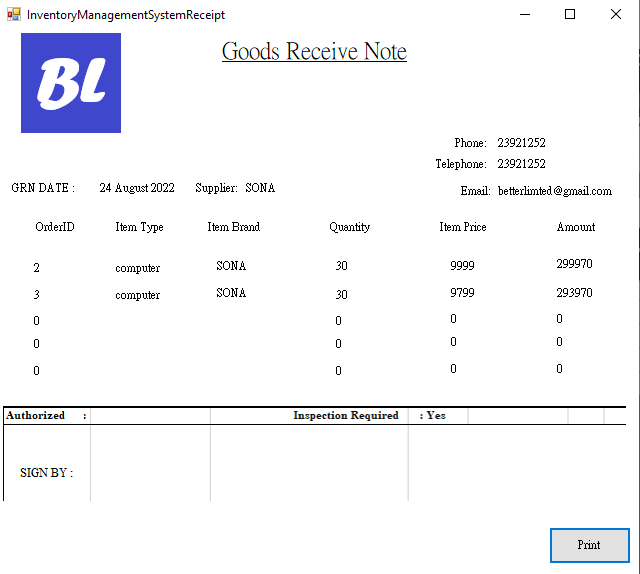 InventoryManagementSystemReceipt
BL
Goods Receive Note
Phone: 23921252
Telephone: 23921252
GRN DATE : 24 August 2022 Supplier: SONA Email: betterlimted@gmail.com
OrderID Item Type Item Brand Quantity Item Price Amount
2 computer SONA 30 9999 299970
3 computer SONA 30 9799 293970
0 0 0 0
0 0 0 0
0 0 0 0
Authorized : Inspection Required : Yes
SIGN BY :
Print